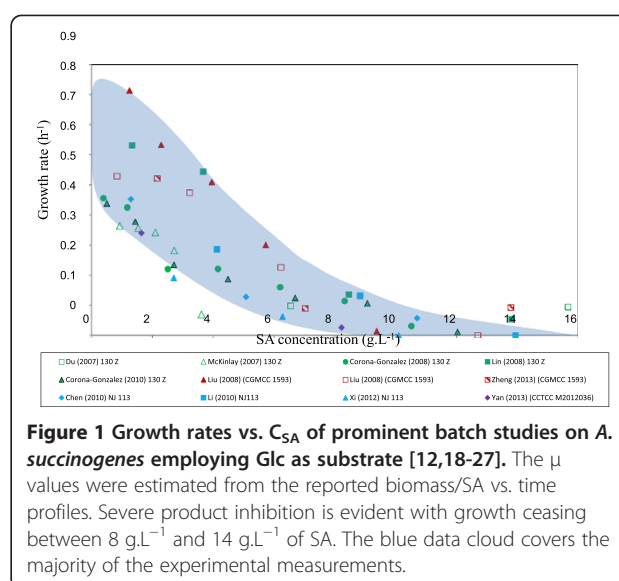 0.9
0.8
0.7
0.6
0.5
0.4
0.3
0.2
0.1
0
Growth rate (h-1)
0 2 4 6 8 10 12 14 16
SA concentration (g.L-1)
Du (2007) 130 Z
McKinlay (2007) 130 Z
Corona-Gonzalez (2008) 130 Z
Lin (2008) 130 Z
Corona-Gonzalez (2010) 130 Z
Liu (2008) (CGMCC 1593)
Liu (2008) (CGMCC 1593)
Zheng (2013) (CGMCC 1593)
Chen (2010) NJ 113
Li (2010) NJ113
Xi (2012) NJ 113
Yan (2013) (CCTCC M2012036)
Figure 1 Growth rates vs. CSA of prominent batch studies on A.
succinogenes employing Glc as substrate [12,18-27]. The μ
values were estimated from the reported biomass/SA vs. time
profiles. Severe product inhibition is evident with growth ceasing
between 8 g.L−1 and 14 g.L−1 of SA. The blue data cloud covers the
majority of the experimental measurements.